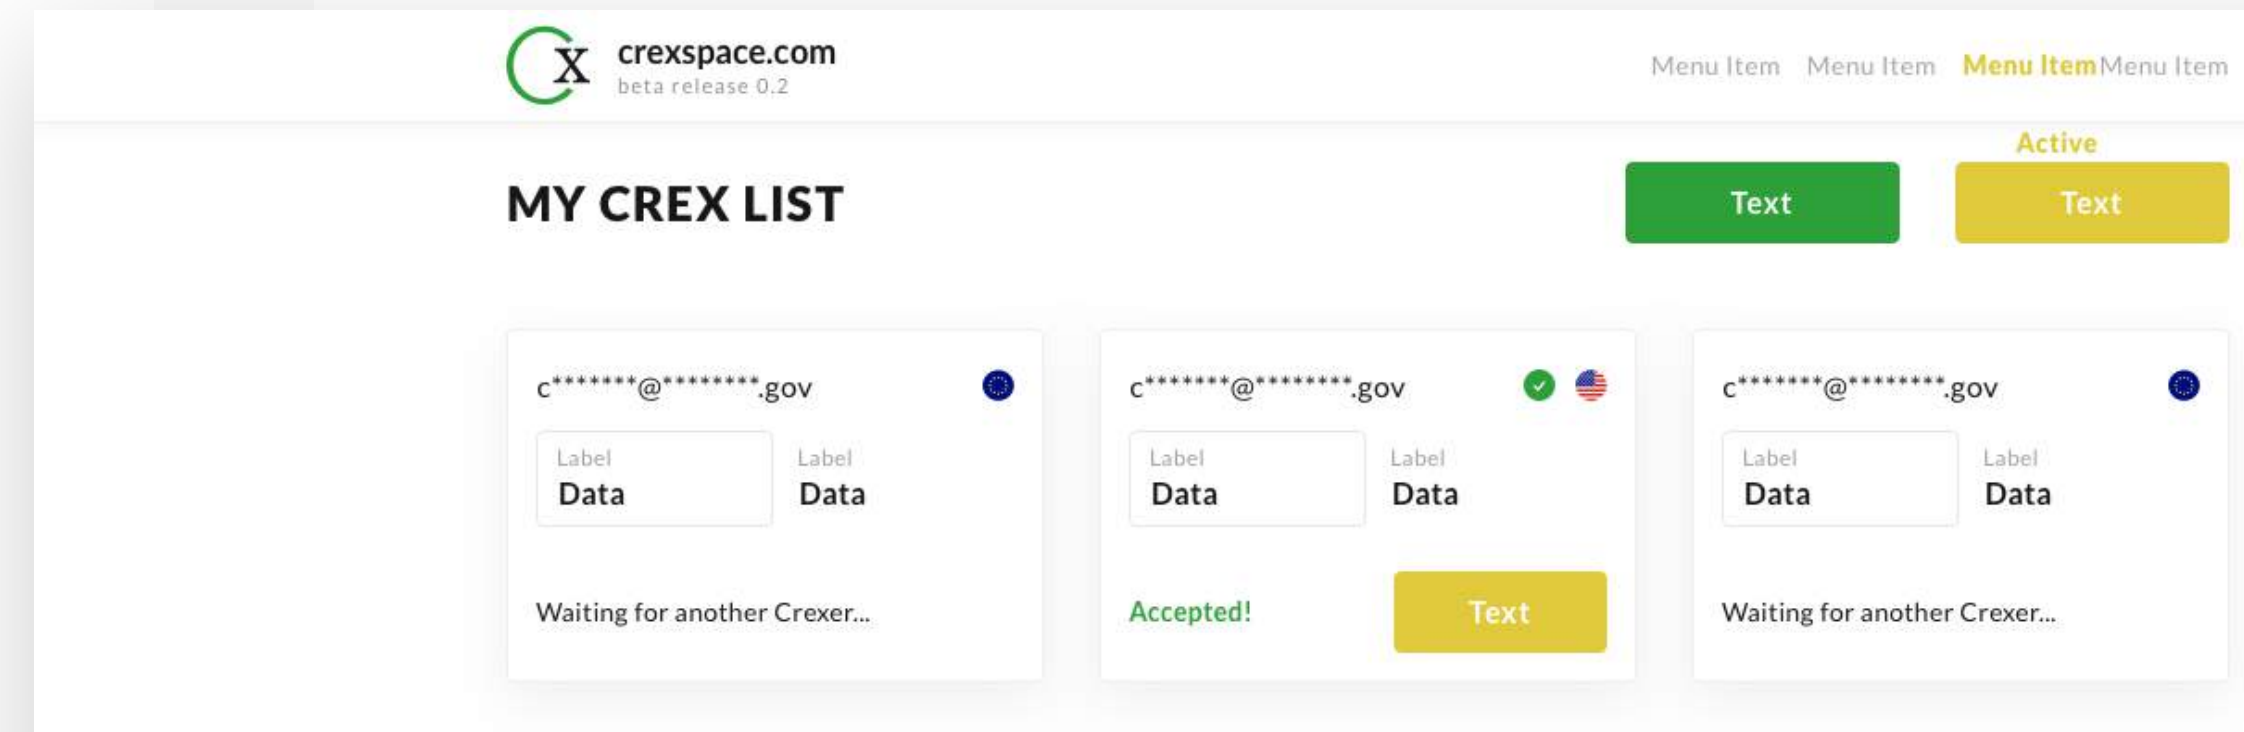 X
crexspace.com
beta release 0.2
Menu Item Menu Item Menu Item Menu Item
Active
MY CREX LIST
Text
Text
c*******@********.gov
Label
Data
Label
Data
Waiting for another Crexer...
c*******@********.gov
Label
Data
Label
Data
Accepted!
Text
c*******@********.gov
Label
Data
Label
Data
Waiting for another Crexer...